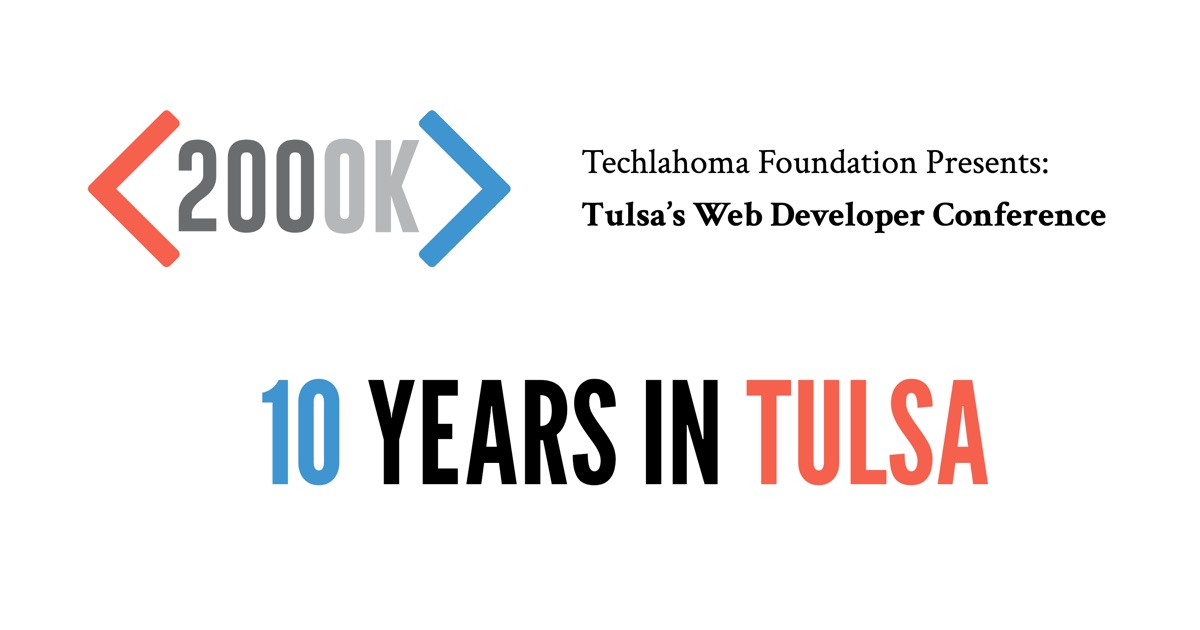 <200OK>
Techlahoma Foundation Presents:
Tulsa’s Web Developer Conference
10 YEARS IN TULSA